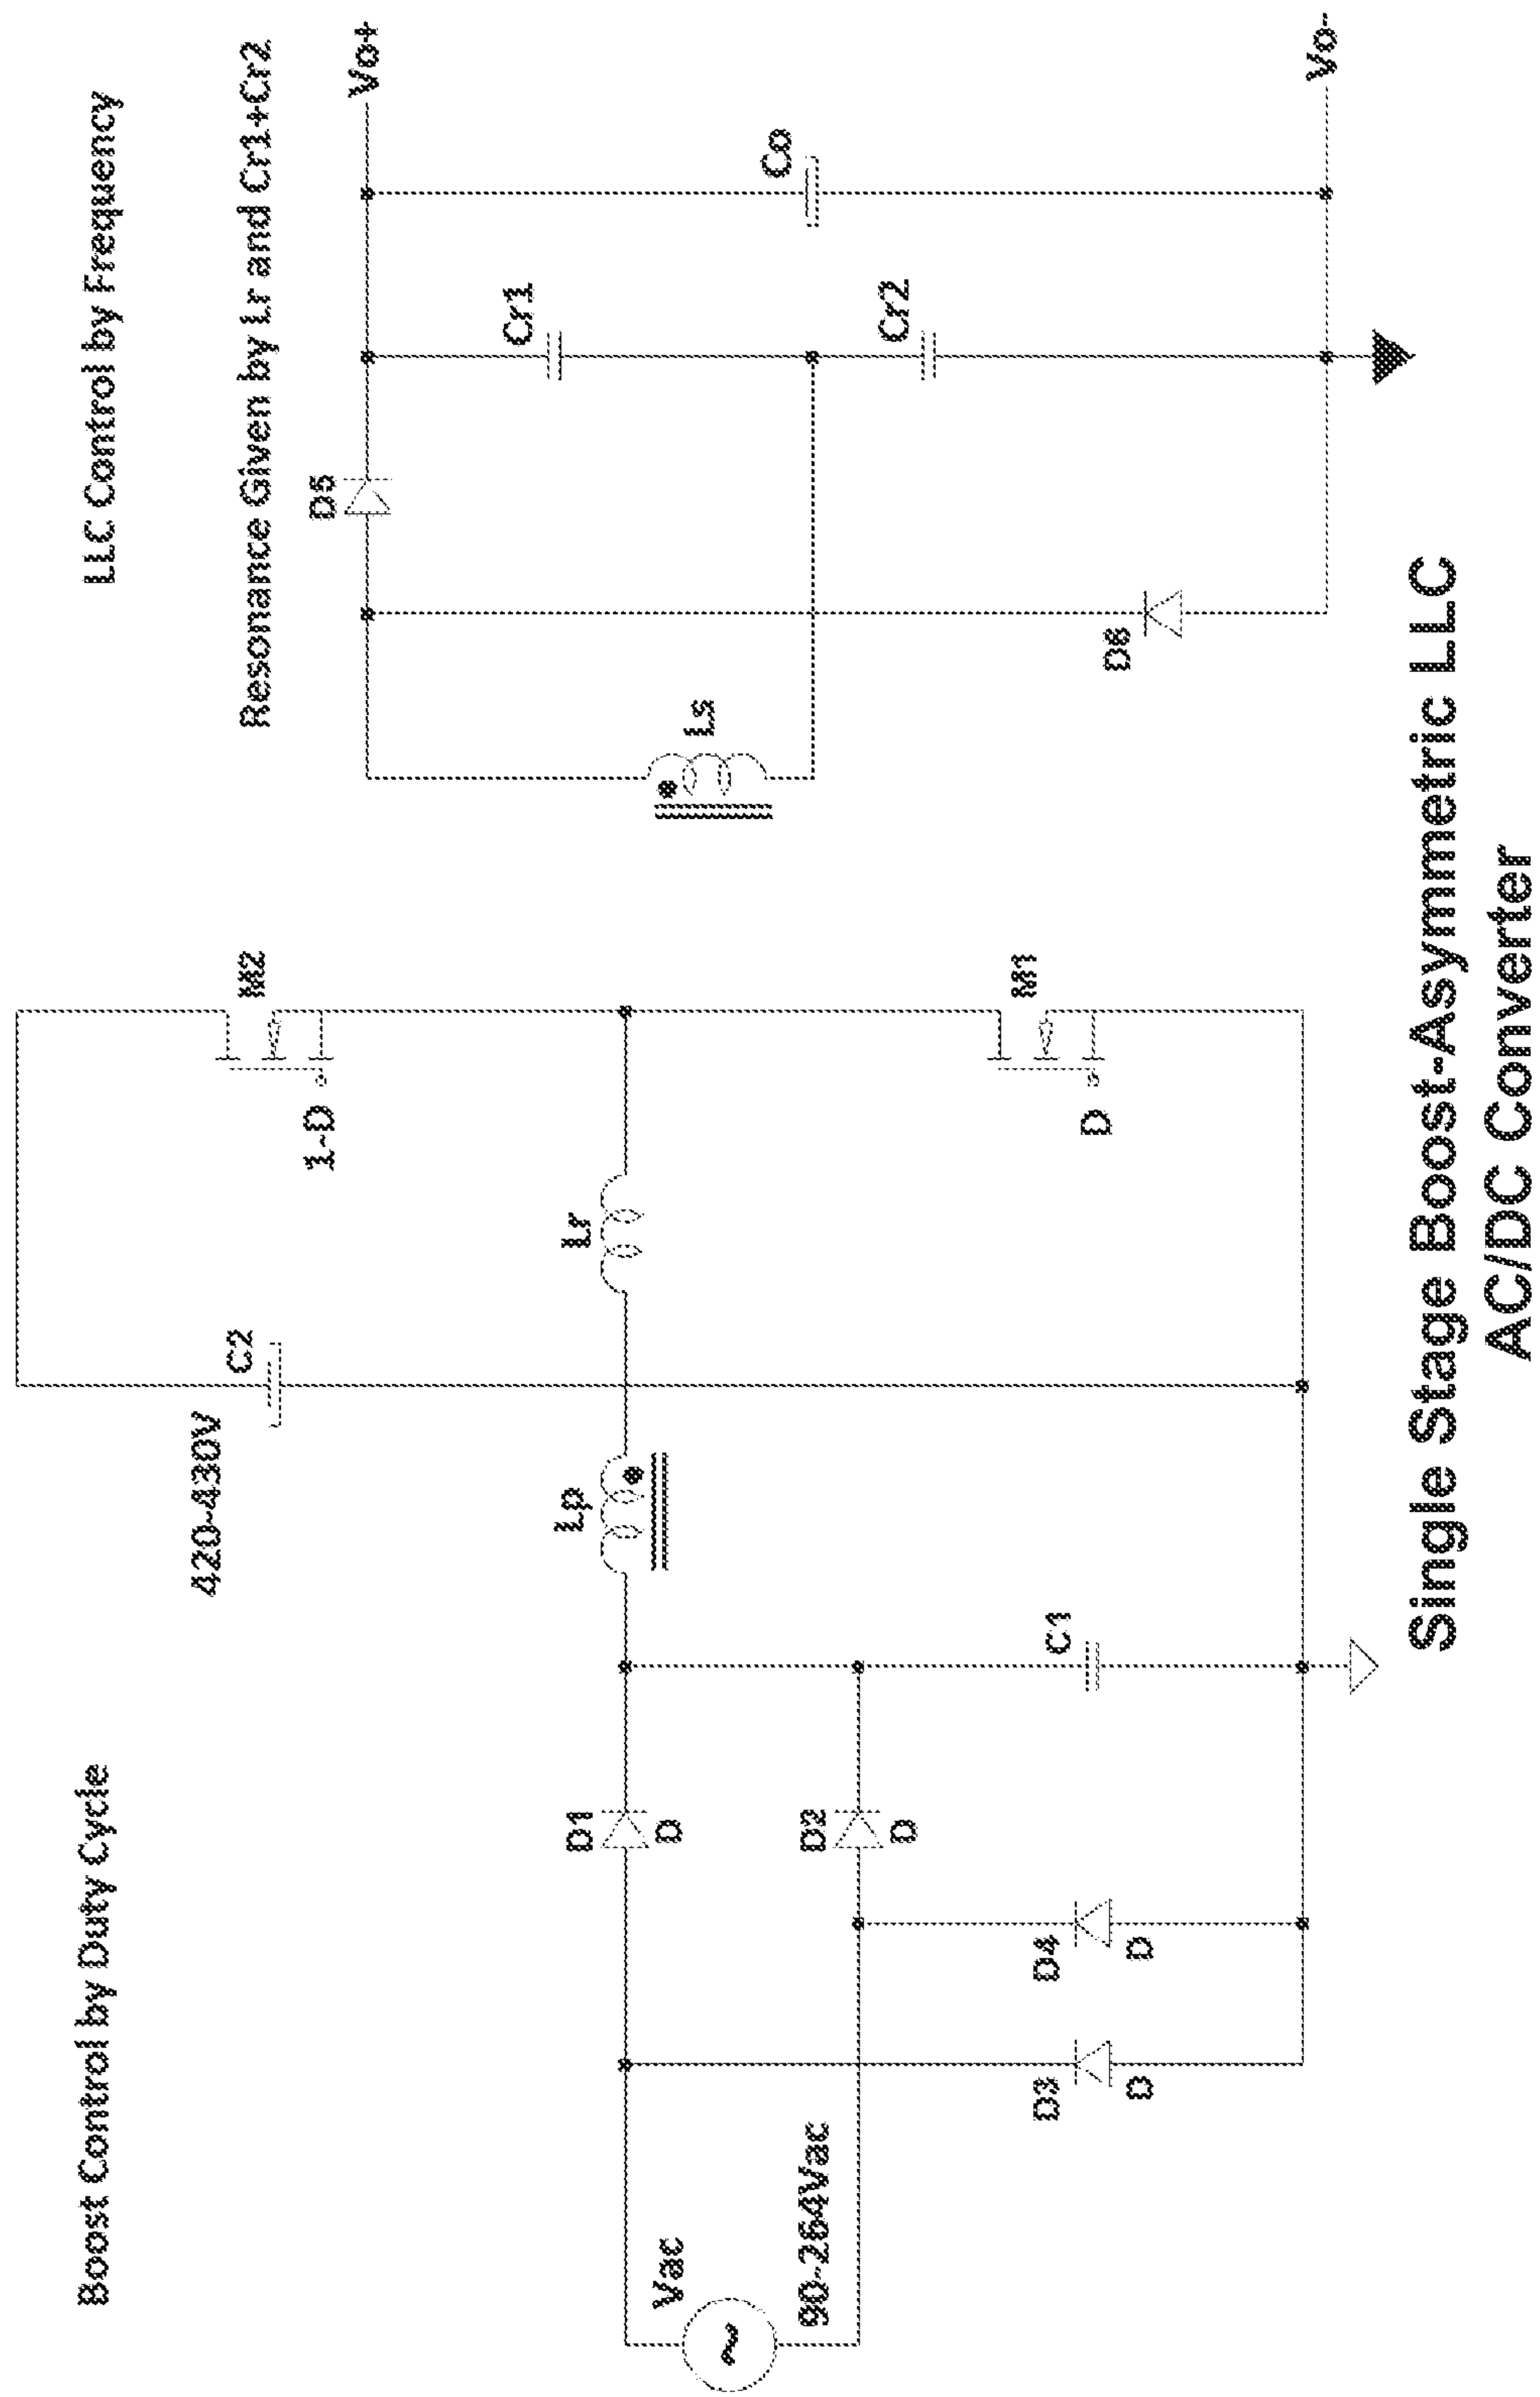 Boost Control by Duty Cycle
LLC Control by Frequency
Resonance Given by Lr and Cr1+Cr2
420-430V
C2
M2
1-D
D5
Vo+
Cr1
Co
Cr2
Ls
D6
Vo-
Lp
Lr
M1
D
Vac
90-264Vac
D1
D
D2
D
D3
D
D4
D
C1
Single Stage Boost-Asymmetric LLC
AC/DC Converter